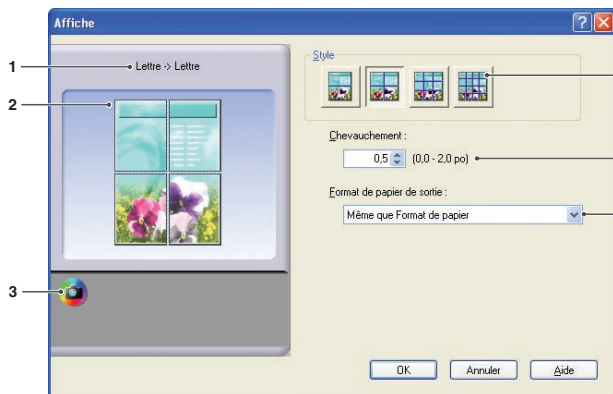 Affiche
1
Lettre -> Lettre
2
3
Style
Chevauchement :
0,5 (0,0 - 2,0 po)
Format de papier de sortie :
Même que Format de papier
OK Annuler Aide